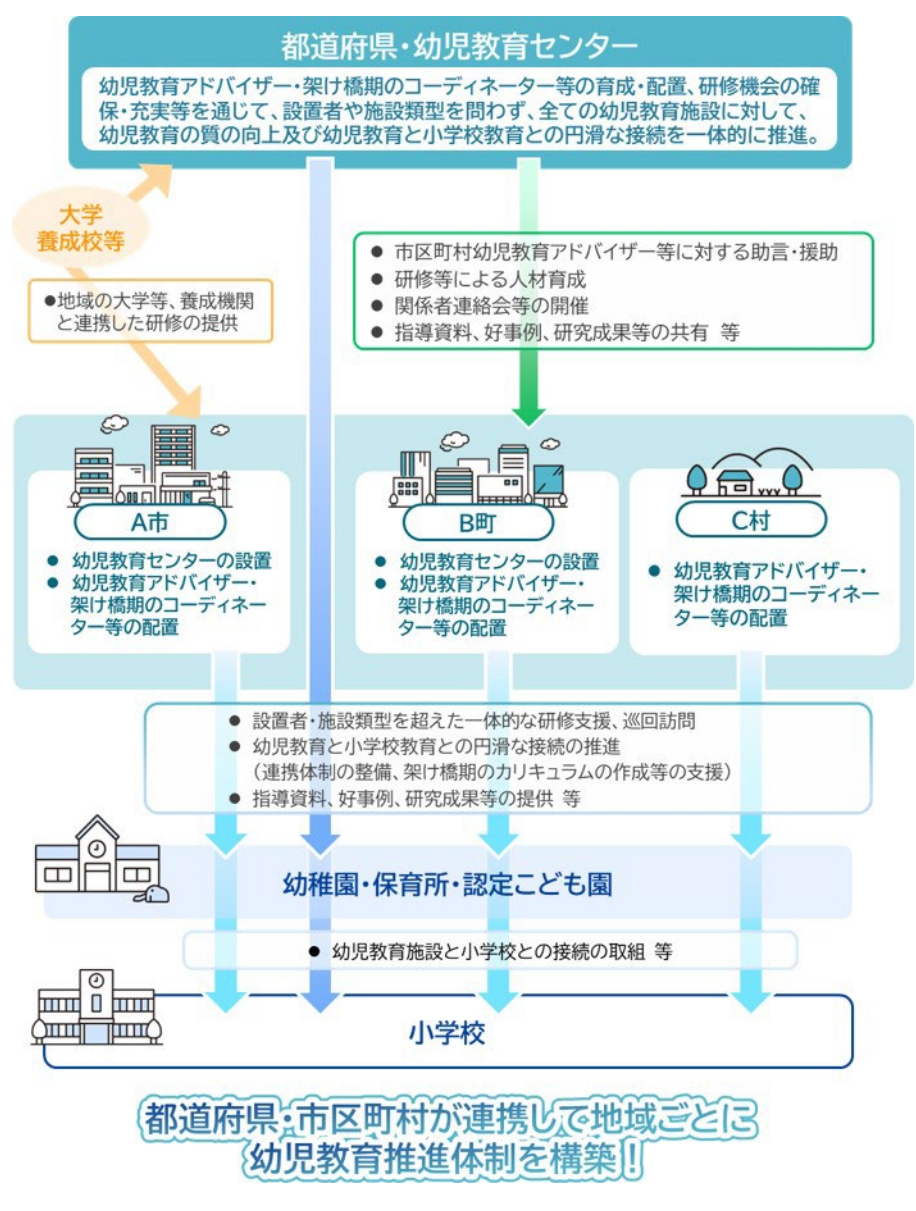 都道府県・幼児教育センター
幼児教育アドバイザー・架け橋期のコーディネーター等の育成・配置、研修機会の確
保・充実等を通じて、設置者や施設類型を問わず、全ての幼児教育施設に対して、
幼児教育の質の向上及び幼児教育と小学校教育との円滑な接続を一体的に推進。
大学
養成校等
●地域の大学等、養成機関
と連携した研修の提供
● 市区町村幼児教育アドバイザー等に対する助言・援助
● 研修等による人材育成
● 関係者連絡会等の開催
● 指導資料、好事例、研究成果等の共有 等
A市
● 幼児教育センターの設置
● 幼児教育アドバイザー・
架け橋期のコーディネー
ター等の配置
B町
● 幼児教育センターの設置
● 幼児教育アドバイザー・
架け橋期のコーディネー
ター等の配置
C村
● 幼児教育アドバイザー・
架け橋期のコーディネー
ター等の配置
● 設置者・施設類型を超えた一体的な研修支援、巡回訪問
● 幼児教育と小学校教育との円滑な接続の推進
（連携体制の整備、架け橋期のカリキュラムの作成等の支援）
● 指導資料、好事例、研究成果等の提供 等
幼稚園・保育所・認定こども園
● 幼児教育施設と小学校との接続の取組 等
小学校
都道府県・市区町村が連携して地域ごとに
幼児教育推進体制を構築！